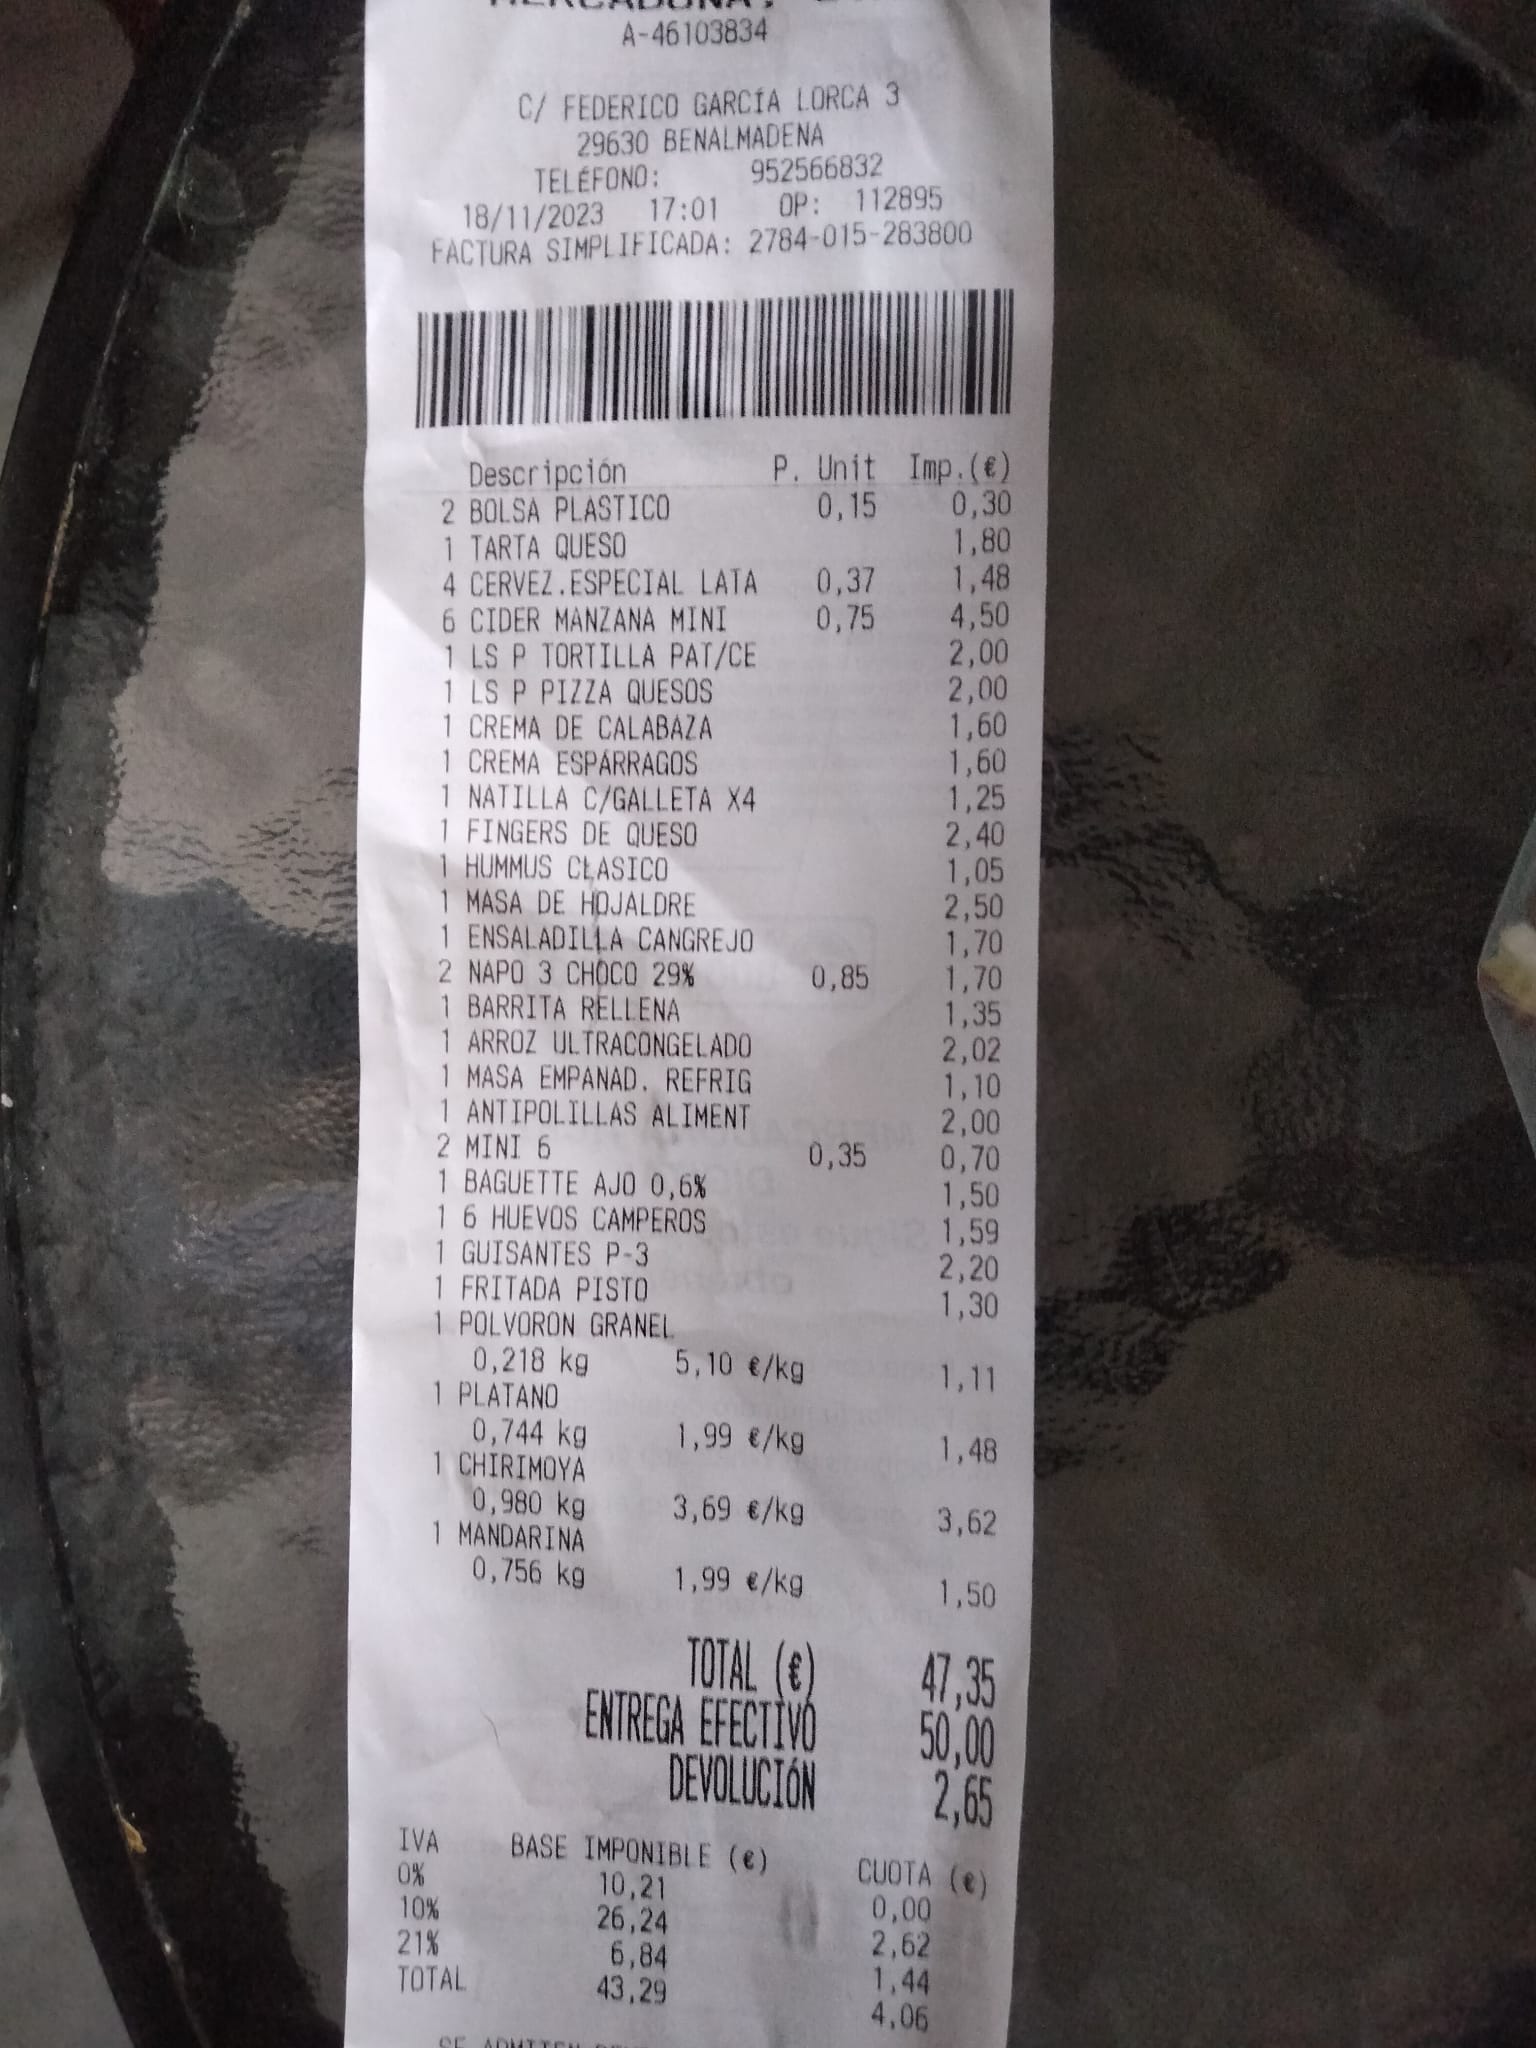 MERCADONA,
A-46103834
C/ FEDERICO GARCÍA LORCA 3
29630 BENALMADENA
TELÉFONO: 952566832
18/11/2023 17:01 OP: 112895
FACTURA SIMPLIFICADA: 2784-015-283800
Descripción P. Unit Imp.(€)
2 BOLSA PLASTICO 0,15 0,30
1 TARTA QUESO 1,80
4 CERVEZ.ESPECIAL LATA 0,37 1,48
6 CIDER MANZANA MINI 0,75 4,50
1 LS P TORTILLA PAT/CE 2,00
1 LS P PIZZA QUESOS 2,00
1 CREMA DE CALABAZA 1,60
1 CREMA ESPÁRRAGOS 1,60
1 NATILLA C/GALLETA X4 1,25
1 FINGERS DE QUESO 2,40
1 HUMMUS CLASICO 1,05
1 MASA DE HOJALDRE 2,50
1 ENSALADILLA CANGREJO 1,70
2 NAPO 3 CHOCO 29% 0,85 1,70
1 BARRITA RELLENA 1,35
1 ARROZ ULTRACONGELADO 2,02
1 MASA EMPANAD. REFRIG 1,10
1 ANTIPOLILLAS ALIMENT 2,00
2 MINI 6 0,35 0,70
1 BAGUETTE AJO 0,6% 1,50
1 6 HUEVOS CAMPEROS 1,59
1 GUISANTES P-3 2,20
1 FRITADA PISTO 1,30
1 POLVORON GRANEL
0,218 kg 5,10 €/kg 1,11
1 PLATANO
0,744 kg 1,99 €/kg 1,48
1 CHIRIMOYA
0,980 kg 3,69 €/kg 3,62
1 MANDARINA
0,756 kg 1,99 €/kg 1,50
TOTAL (€) 47,35
ENTREGA EFECTIVO 50,00
DEVOLUCIÓN 2,65
IVA BASE IMPONIBLE (€) CUOTA (€)
0% 10,21 0,00
10% 26,24 2,62
21% 6,84 1,44
TOTAL 43,29 4,06
SE ADMITEN